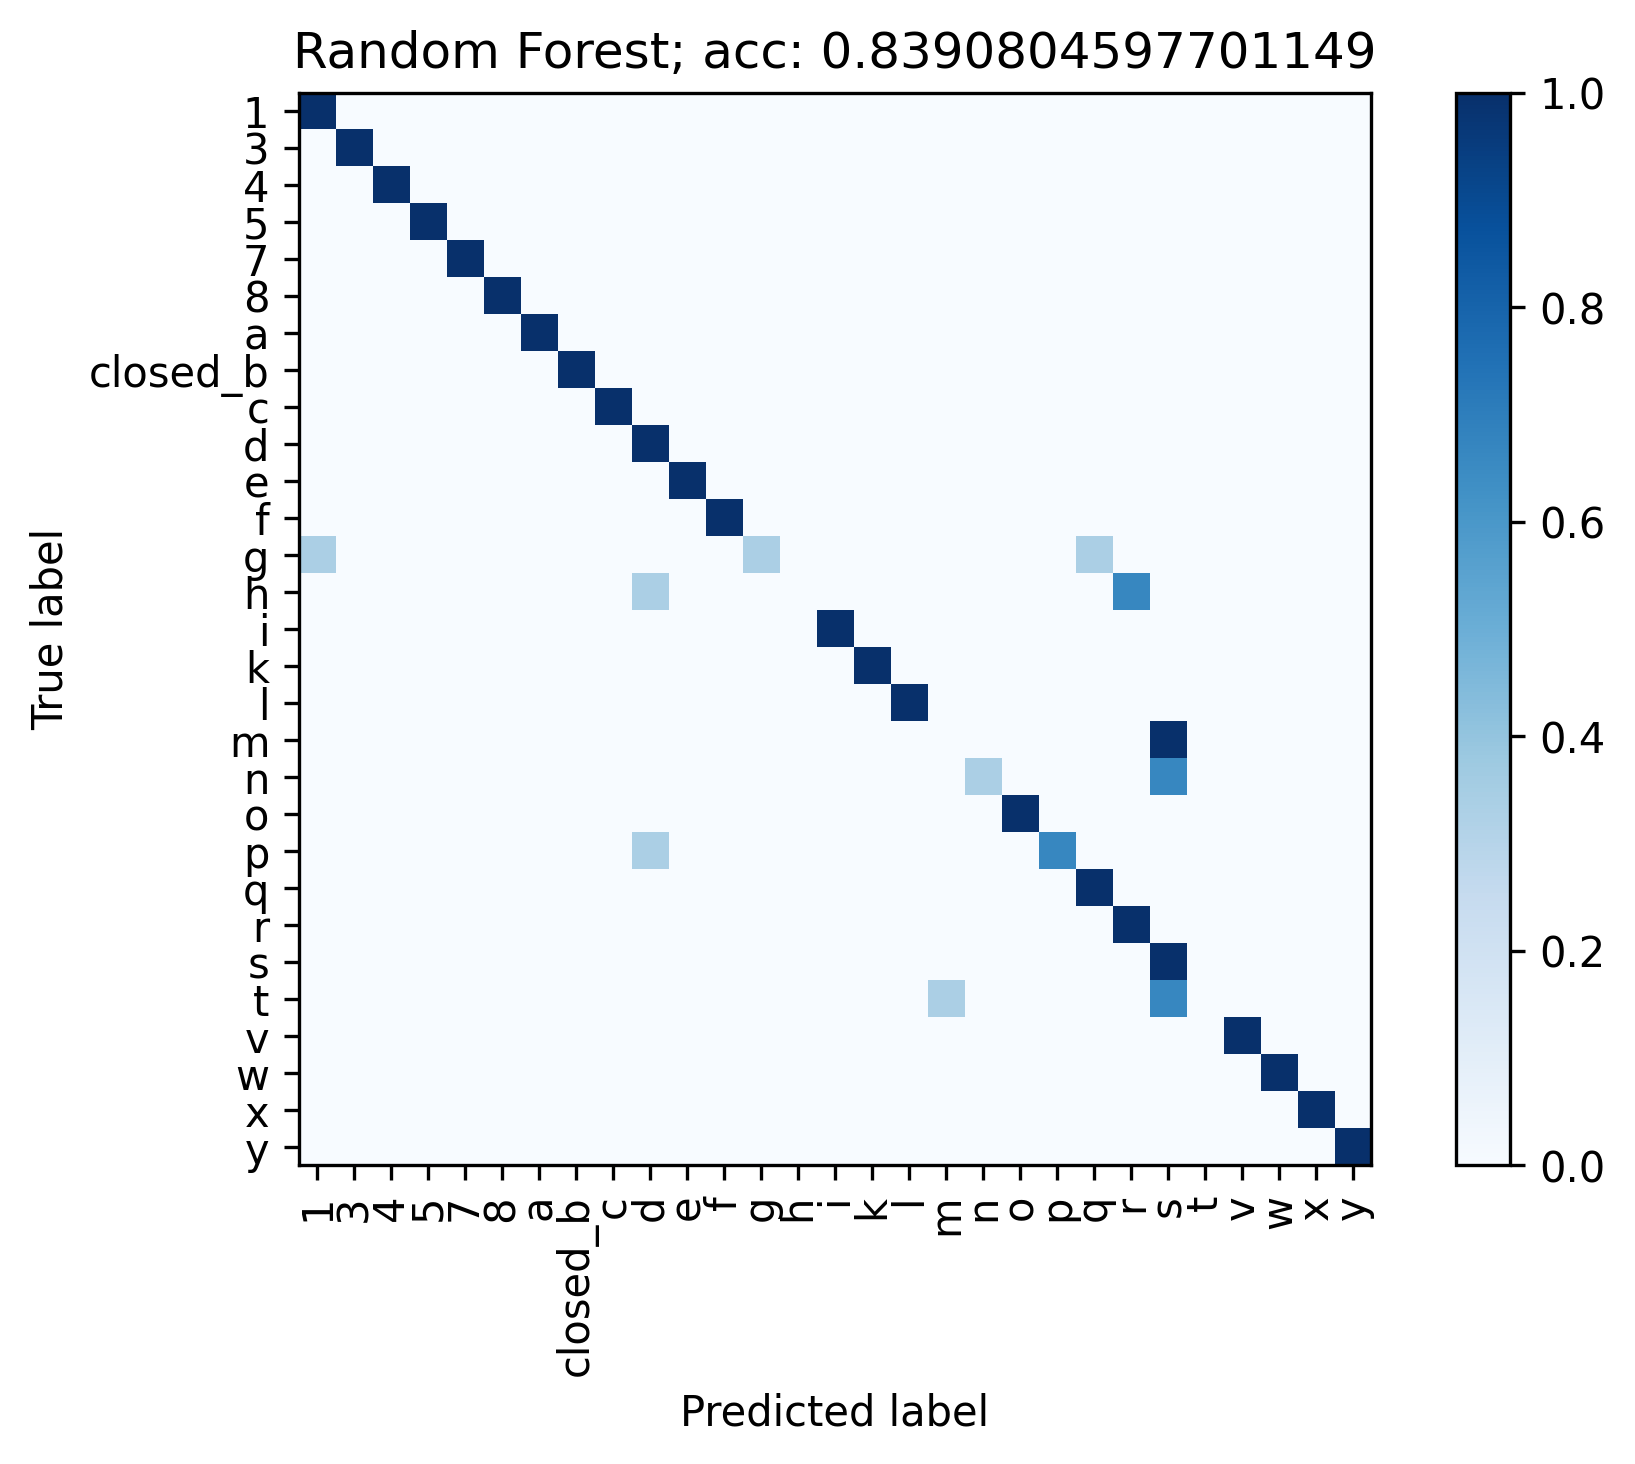 Random Forest; acc: 0.8390804597701149
True label
1
3
4
5
7
8
a
closed_b
c
d
e
f
g
h
i
k
l
m
n
o
p
q
r
s
t
v
w
x
y
1
3
4
5
7
8
a
closed_b
c
d
e
f
g
h
i
k
l
m
n
o
p
q
r
s
t
v
w
x
y
Predicted label
1.0
0.8
0.6
0.4
0.2
0.0